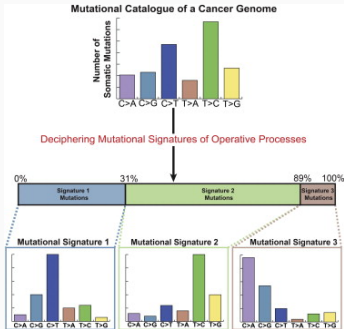 Mutational Catalogue of a Cancer Genome
Number of
Somatic Mutations
C>A C>G C>T T>A T>C T>G
Deciphering Mutational Signatures of Operative Processes
0% 31% 89% 100%
Signature 1 Signature 2 Signature 3
Mutations Mutations Mutations
Mutational Signature 1 Mutational Signature 2 Mutational Signature 3
C>A C>G C>T T>A T>C T>G C>A C>G C>T T>A T>C T>G C>A C>G C>T T>A T>C T>G